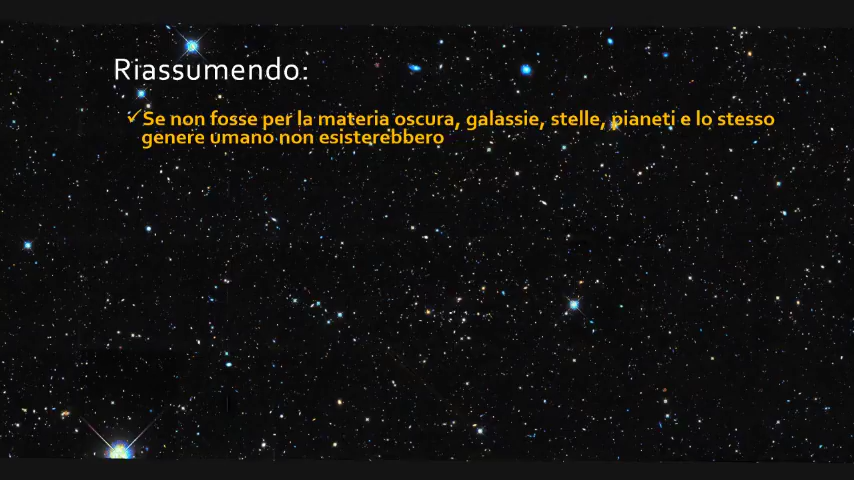 Riassumendo:
✓Se non fosse per la materia oscura, galassie, stelle, pianeti e lo stesso
genere umano non esisterebbero